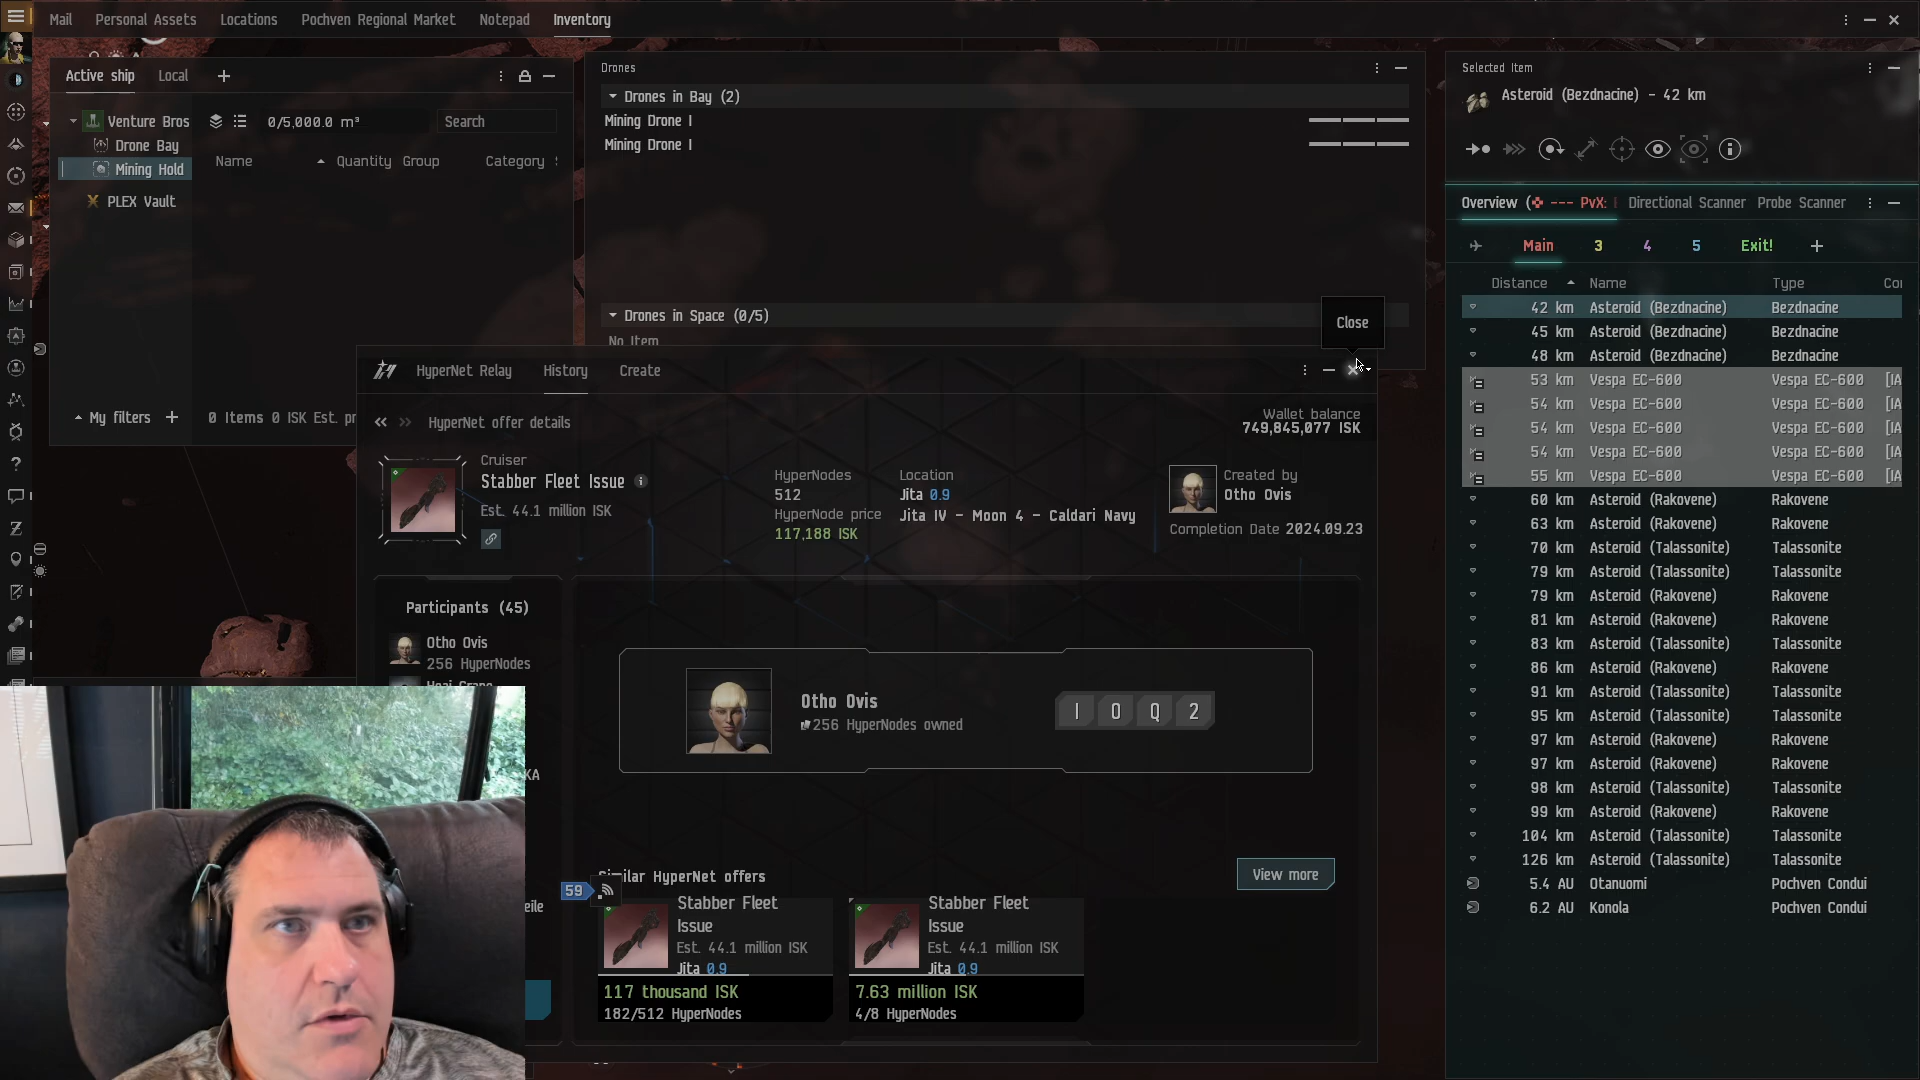 Mail Personal Assets Locations Pochven Regional Market Notepad Inventory
Active ship Local
Venture Bros
Drone Bay
Mining Hold
PLEX Vault
0/5,000.0 m³
Search
Name Quantity Group Category
My filters
0 Items 0 ISK Est. pr
Drones
Drones in Bay (2)
Mining Drone I
Mining Drone I
Drones in Space (0/5)
No Item
Close
HyperNet Relay History Create
HyperNet offer details
Wallet balance
749,845,077 ISK
Cruiser
Stabber Fleet Issue
Est. 44.1 million ISK
HyperNodes
512
HyperNode price
117,188 ISK
Location
Jita 0.9
Jita IV - Moon 4 - Caldari Navy
Created by
Otho Ovis
Completion Date 2024.09.23
Participants (45)
Otho Ovis
256 HyperNodes
KA
eile
Otho Ovis
256 HyperNodes owned
I O Q 2
59
Similar HyperNet offers
View more
Stabber Fleet
Issue
Est. 44.1 million ISK
Jita 0.9
117 thousand ISK
182/512 HyperNodes
Stabber Fleet
Issue
Est. 44.1 million ISK
Jita 0.9
7.63 million ISK
4/8 HyperNodes
Selected Item
Asteroid (Bezdnacine) - 42 km
Overview ( --- PvX: Directional Scanner Probe Scanner
Main 3 4 5 Exit! +
Distance Name Type Co
42 km Asteroid (Bezdnacine) Bezdnacine
45 km Asteroid (Bezdnacine) Bezdnacine
48 km Asteroid (Bezdnacine) Bezdnacine
53 km Vespa EC-600 Vespa EC-600 [IA
54 km Vespa EC-600 Vespa EC-600 [IA
54 km Vespa EC-600 Vespa EC-600 [IA
54 km Vespa EC-600 Vespa EC-600 [IA
55 km Vespa EC-600 Vespa EC-600 [IA
60 km Asteroid (Rakovene) Rakovene
63 km Asteroid (Rakovene) Rakovene
70 km Asteroid (Talassonite) Talassonite
79 km Asteroid (Talassonite) Talassonite
79 km Asteroid (Rakovene) Rakovene
81 km Asteroid (Rakovene) Rakovene
83 km Asteroid (Talassonite) Talassonite
86 km Asteroid (Rakovene) Rakovene
91 km Asteroid (Talassonite) Talassonite
95 km Asteroid (Talassonite) Talassonite
97 km Asteroid (Rakovene) Rakovene
97 km Asteroid (Rakovene) Rakovene
98 km Asteroid (Talassonite) Talassonite
99 km Asteroid (Rakovene) Rakovene
104 km Asteroid (Talassonite) Talassonite
126 km Asteroid (Talassonite) Talassonite
5.4 AU Otanuomi Pochven Condui
6.2 AU Konola Pochven Condui